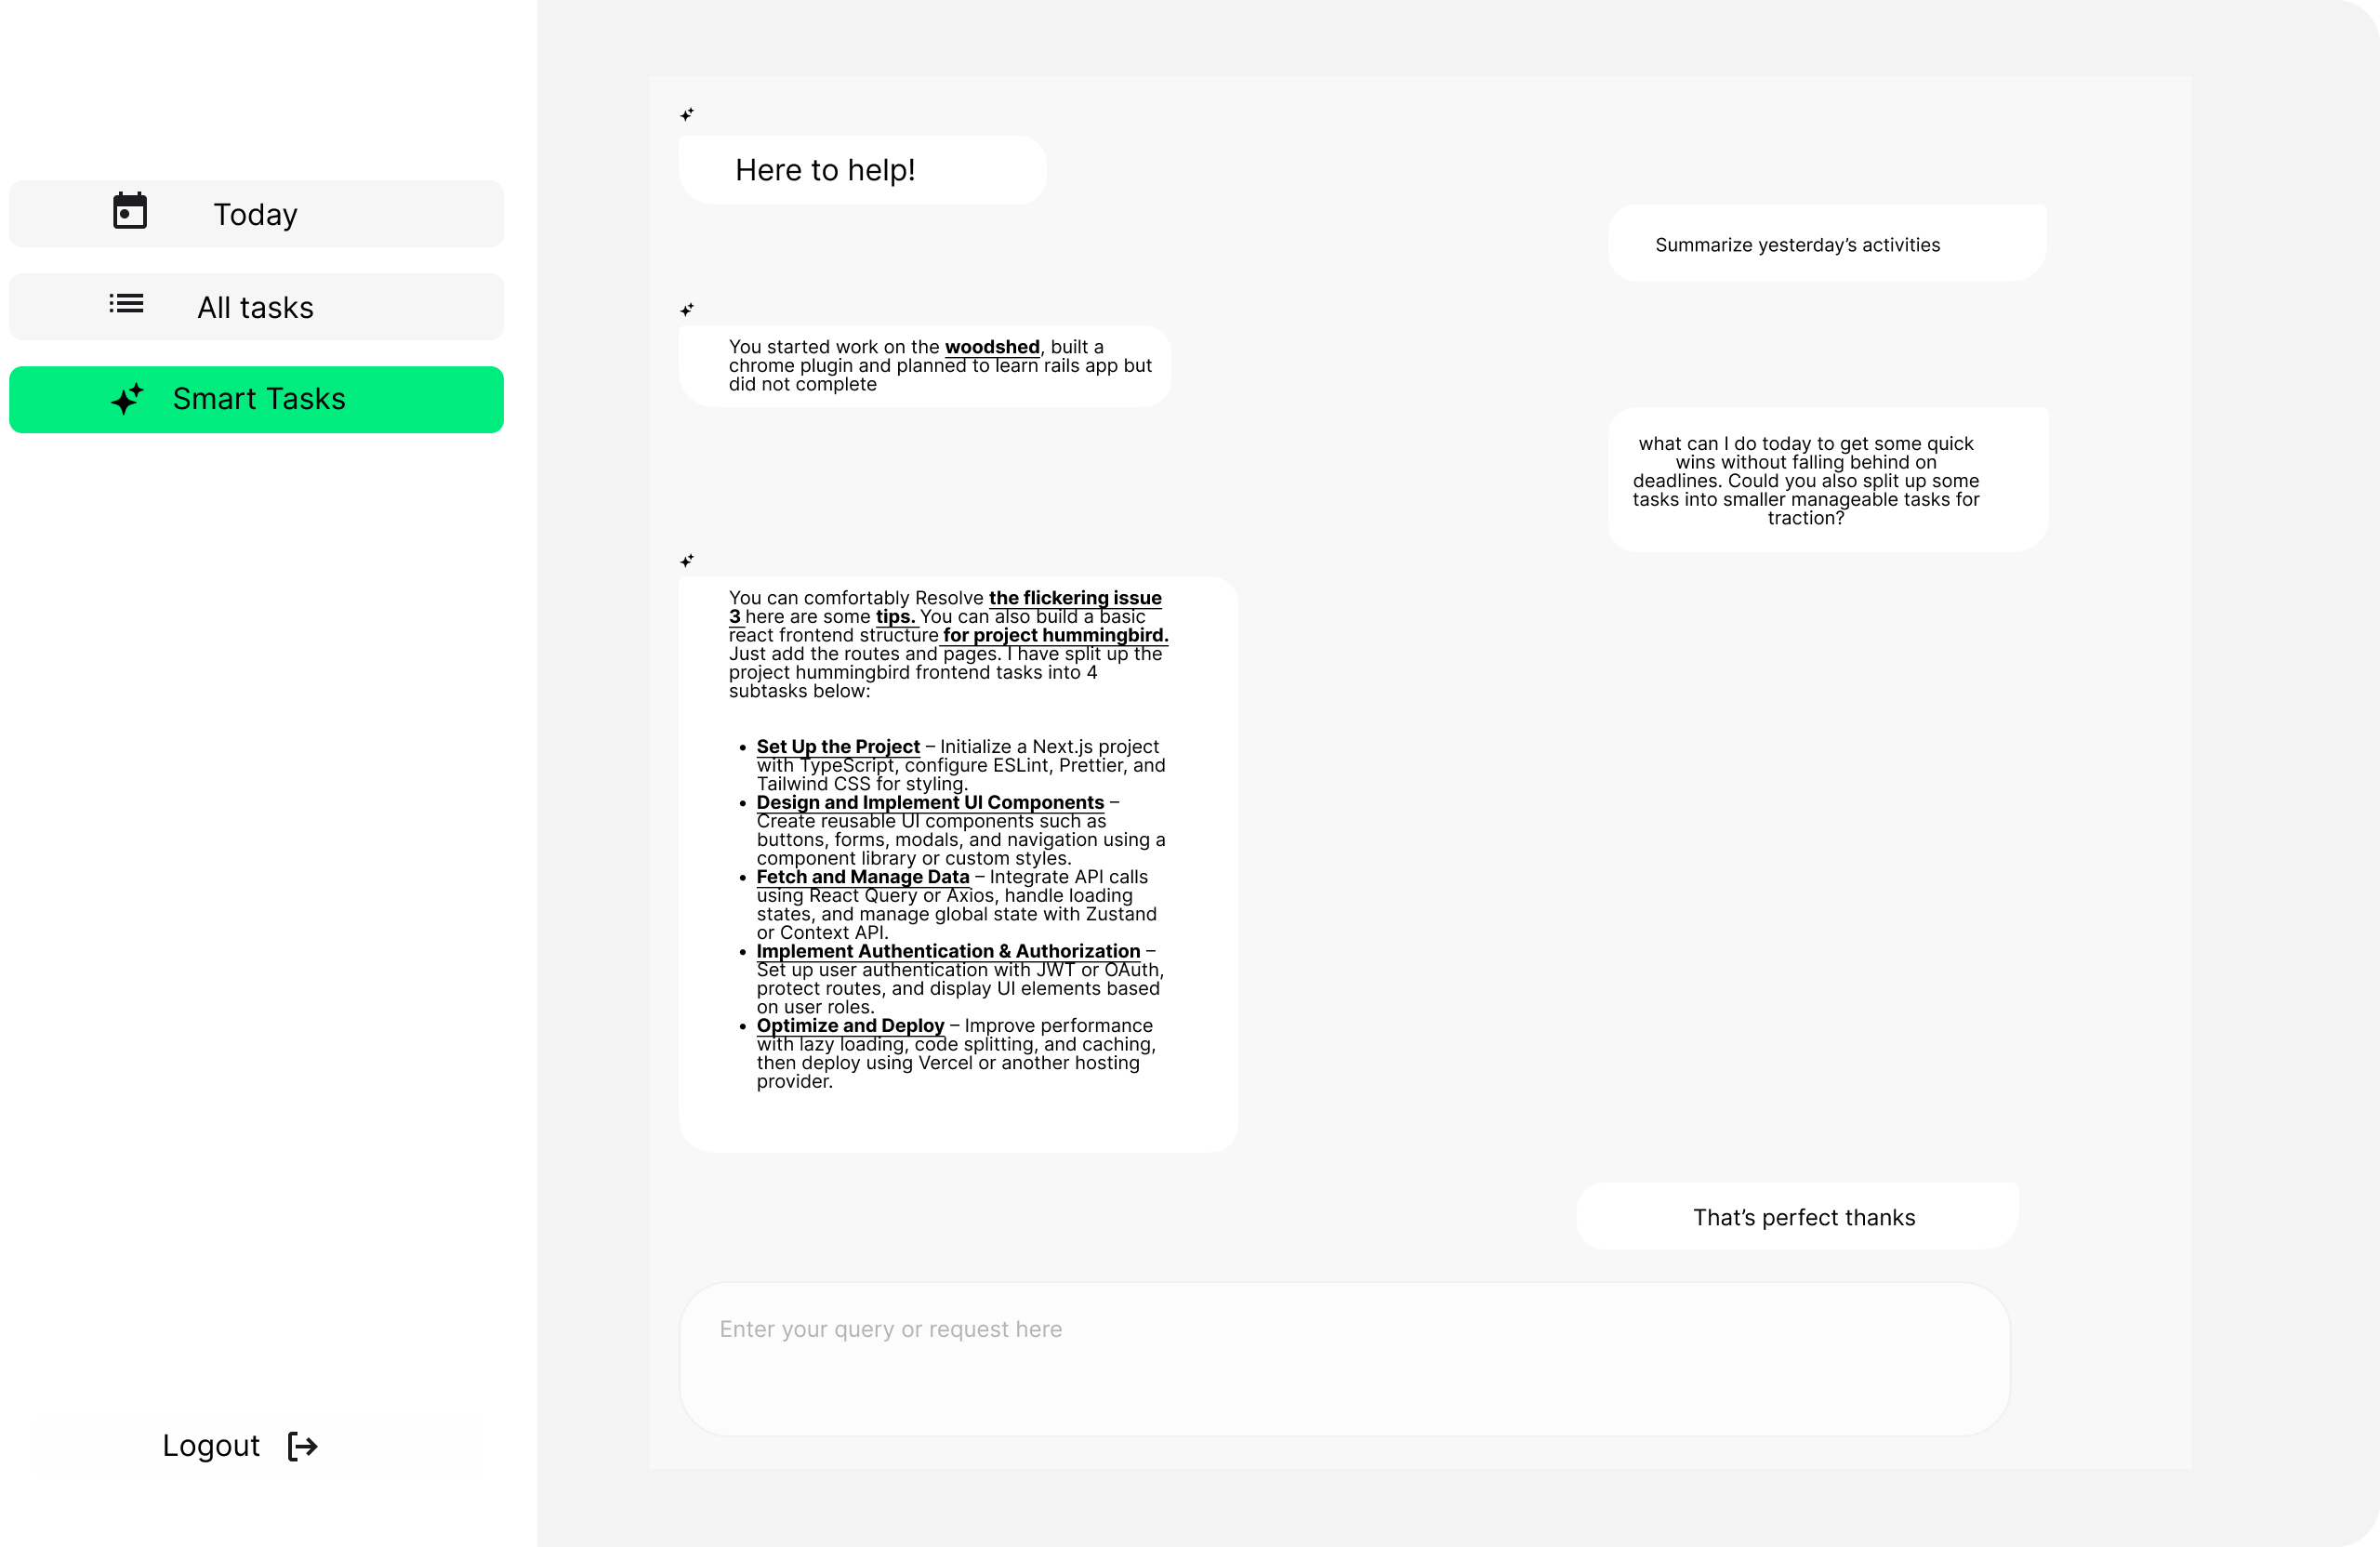 Today
All tasks
Smart Tasks
Logout
Here to help!
Summarize yesterday’s activities
You started work on the woodshed, built a
chrome plugin and planned to learn rails app but
did not complete
what can I do today to get some quick
wins without falling behind on
deadlines. Could you also split up some
tasks into smaller manageable tasks for
traction?
You can comfortably Resolve the flickering issue
3 here are some tips. You can also build a basic
react frontend structure for project hummingbird.
Just add the routes and pages. I have split up the
project hummingbird frontend tasks into 4
subtasks below:
• Set Up the Project – Initialize a Next.js project
with TypeScript, configure ESLint, Prettier, and
Tailwind CSS for styling.
• Design and Implement UI Components –
Create reusable UI components such as
buttons, forms, modals, and navigation using a
component library or custom styles.
• Fetch and Manage Data – Integrate API calls
using React Query or Axios, handle loading
states, and manage global state with Zustand
or Context API.
• Implement Authentication & Authorization –
Set up user authentication with JWT or OAuth,
protect routes, and display UI elements based
on user roles.
• Optimize and Deploy – Improve performance
with lazy loading, code splitting, and caching,
then deploy using Vercel or another hosting
provider.
That’s perfect thanks
Enter your query or request here